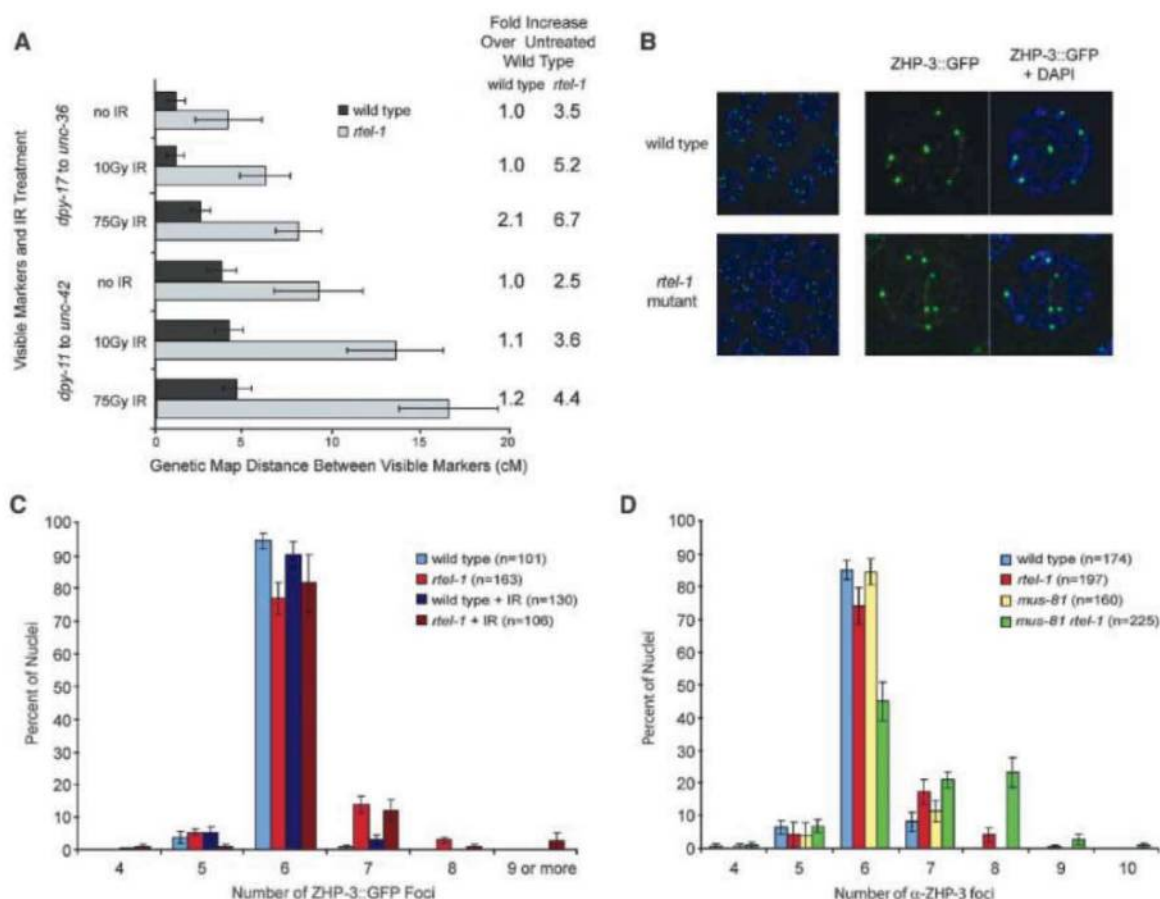 A
Fold Increase
Over Untreated
Wild Type
wild type rtel-1
Visible Markers and IR Treatment
dpy-17 to unc-36
dpy-11 to unc-42
wild type
rtel-1
no IR
1.0 3.5
10Gy IR
1.0 5.2
75Gy IR
2.1 6.7
no IR
1.0 2.5
10Gy IR
1.1 3.6
75Gy IR
1.2 4.4
0 5 10 15 20
Genetic Map Distance Between Visible Markers (cM)
B
ZHP-3::GFP
ZHP-3::GFP
+ DAPI
wild type
rtel-1
mutant
C
Percent of Nuclei
100
90
80
70
60
50
40
30
20
10
0
wild type (n=101)
rtel-1 (n=163)
wild type + IR (n=130)
rtel-1 + IR (n=106)
4 5 6 7 8 9 or more
Number of ZHP-3::GFP Foci
D
Percent of Nuclei
100
90
80
70
60
50
40
30
20
10
0
wild type (n=174)
rtel-1 (n=197)
mus-81 (n=160)
mus-81 rtel-1 (n=225)
4 5 6 7 8 9 10
Number of α-ZHP-3 foci